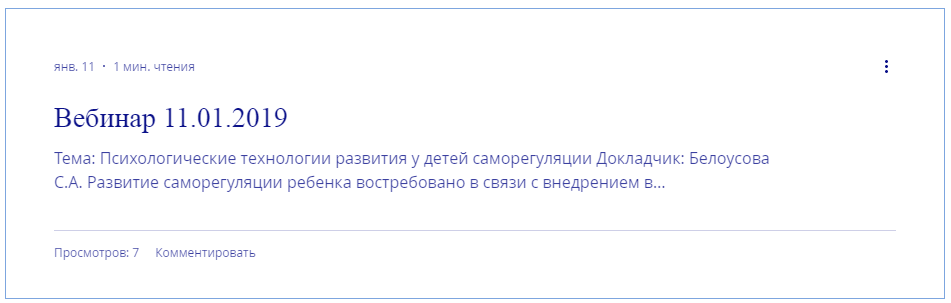 янв. 11 · 1 мин. чтения
Вебинар 11.01.2019
Тема: Психологические технологии развития у детей саморегуляции Докладчик: Белоусова
С.А. Развитие саморегуляции ребенка востребовано в связи с внедрением в...
Просмотров: 7 Комментировать